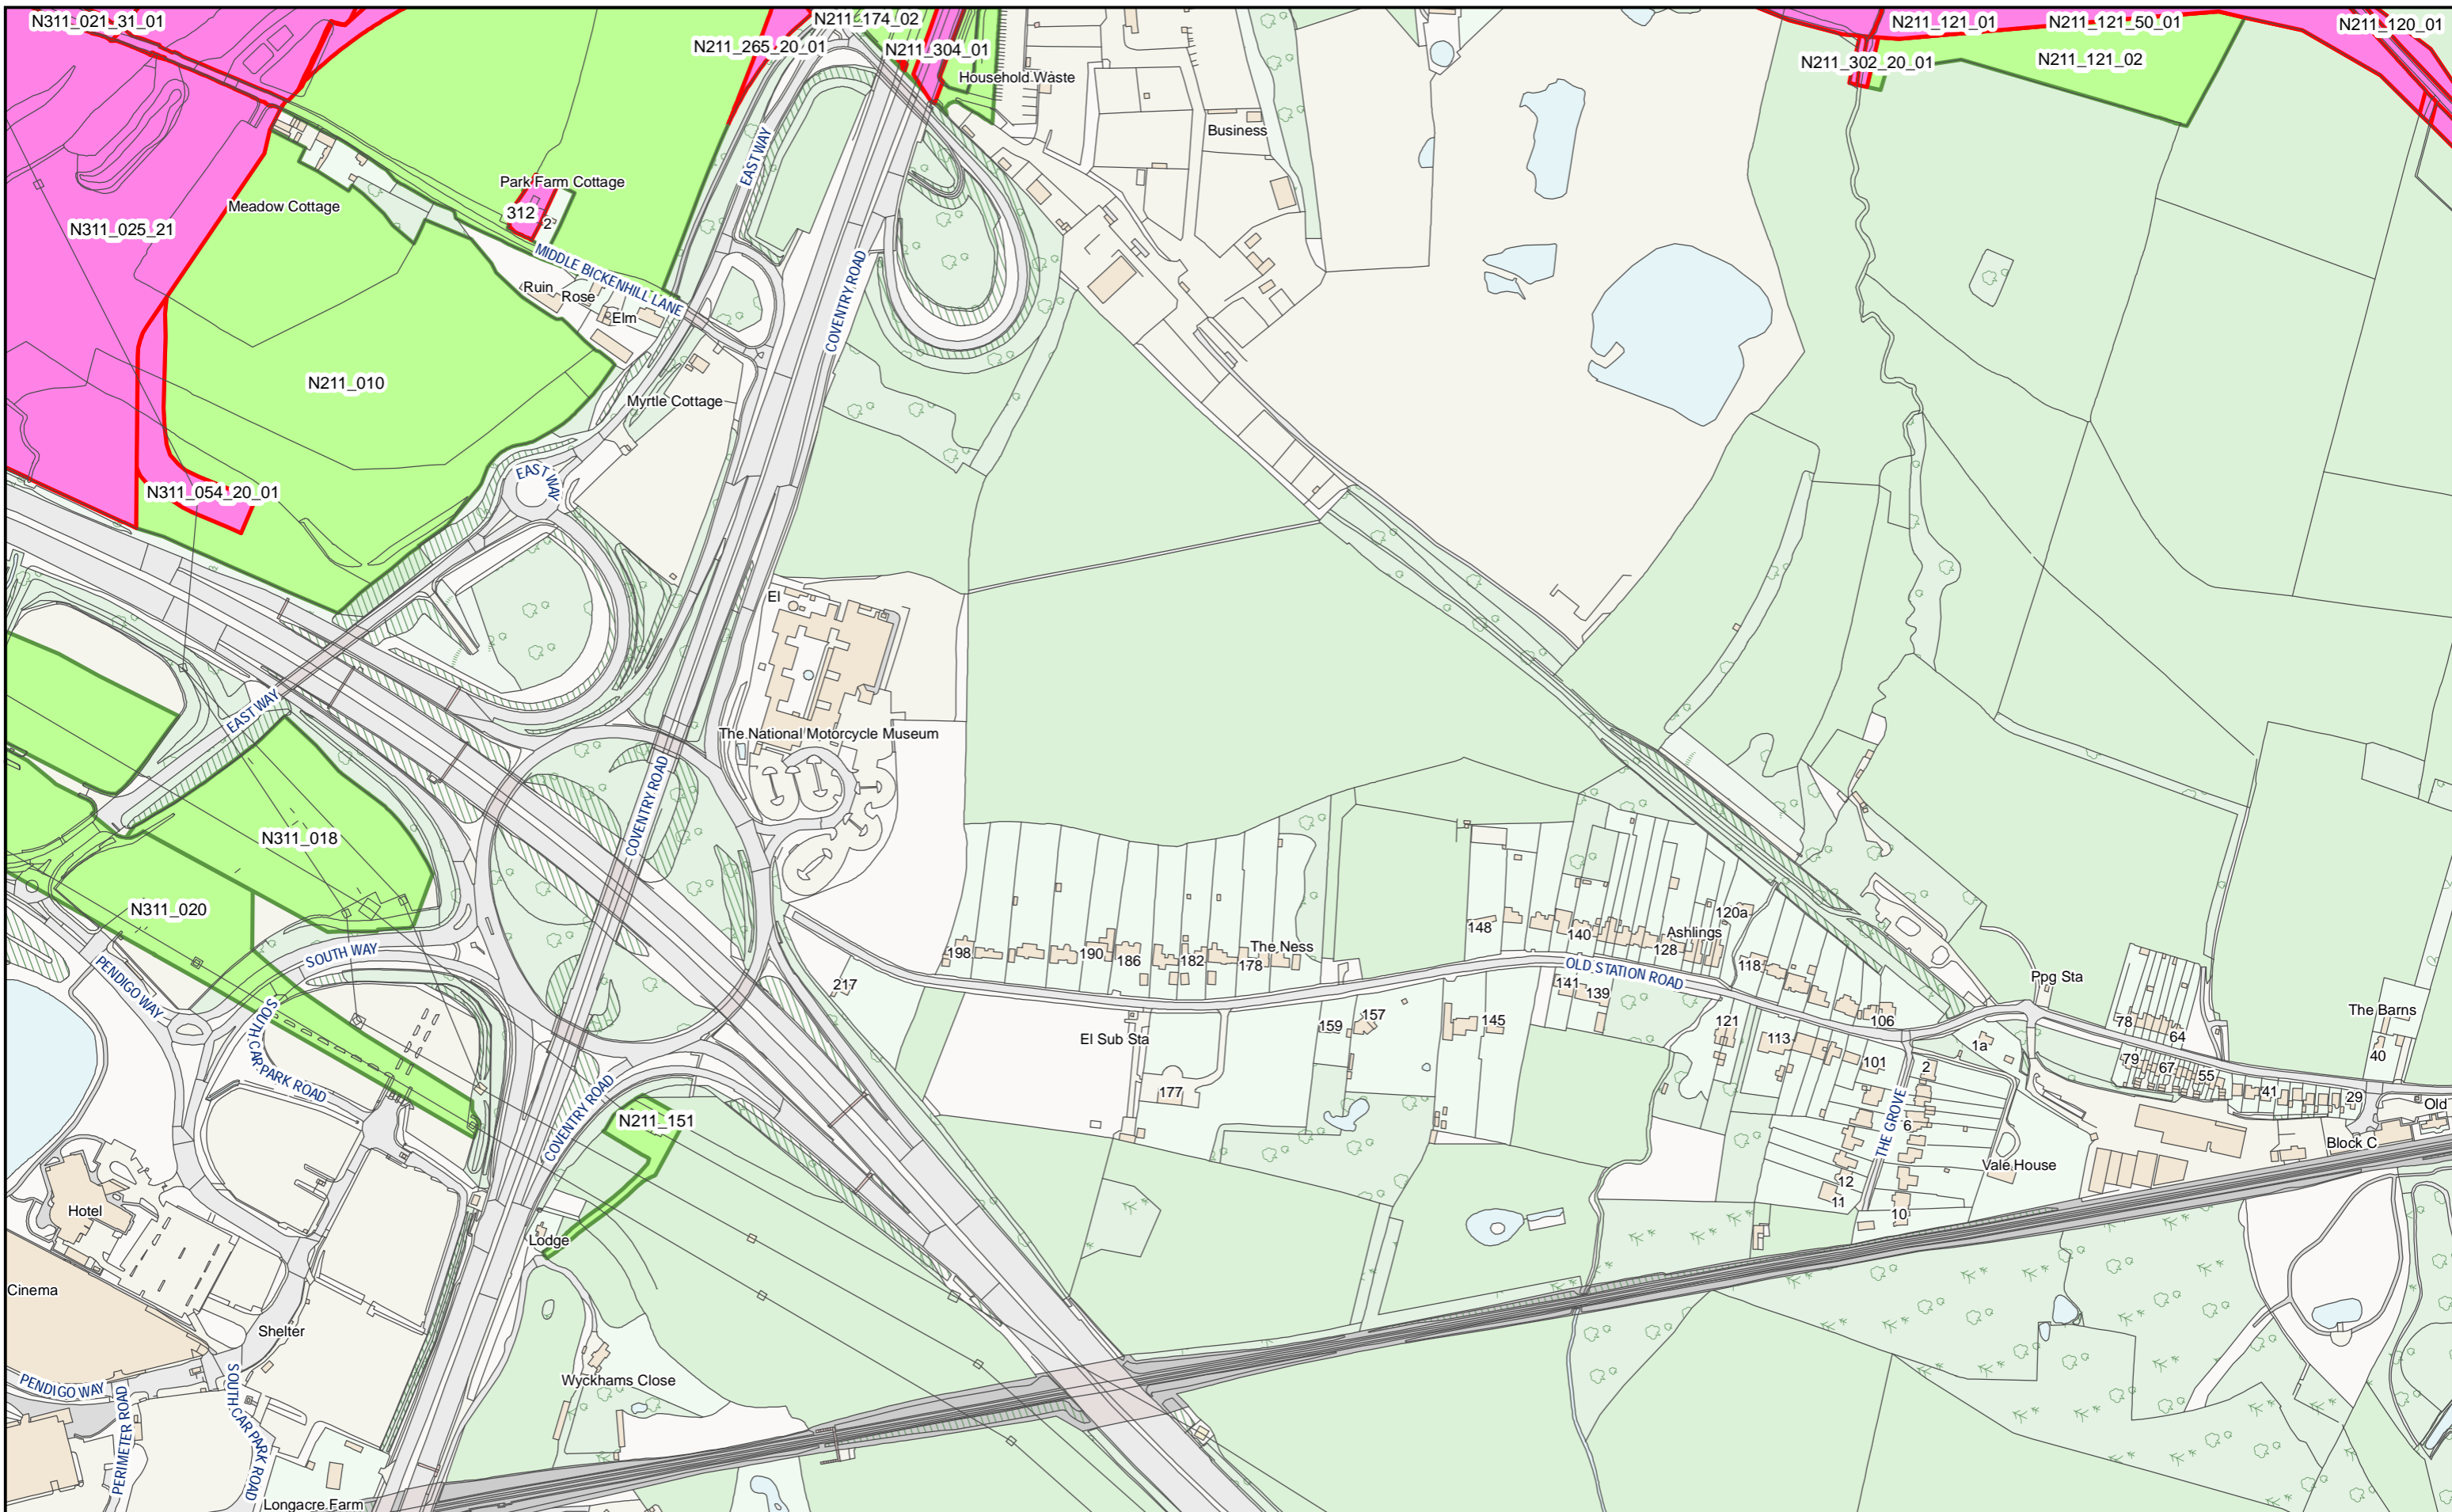 N311_021_31_01
N211_174_02
N211_265_20_01
N211_304_01
Household Waste
N211_121_01
N211_121_50_01
N211_120_01
N211_302_20_01
N211_121_02
Business
EASTWAY
Park Farm Cottage
Meadow Cottage
312
2
N311_025_21
MIDDLE BICKENHILL LANE
COVENTRY ROAD
Ruin
Rose
Elm
N211_010
Myrtle Cottage
EAST WAY
N311_054_20_01
El
EAST WAY
The National Motorcycle Museum
COVENTRY ROAD
N311_018
N311_020
SOUTH WAY
PENDIGO WAY
SOUTH CAR PARK ROAD
198
190
186
182
178
The Ness
148
140
128
Ashlings
120a
118
217
OLD STATION ROAD
141
139
Ppg Sta
El Sub Sta
159
157
145
121
113
106
101
1a
78
64
The Barns
40
79
67
55
41
29
Old
2
177
COVENTRY ROAD
N211_151
THE GROVE
6
Block C
Vale House
12
11
10
Hotel
Lodge
Cinema
Shelter
Wyckhams Close
PENDIGO WAY
PERIMETER ROAD
SOUTH CAR PARK ROAD
Longacre Farm